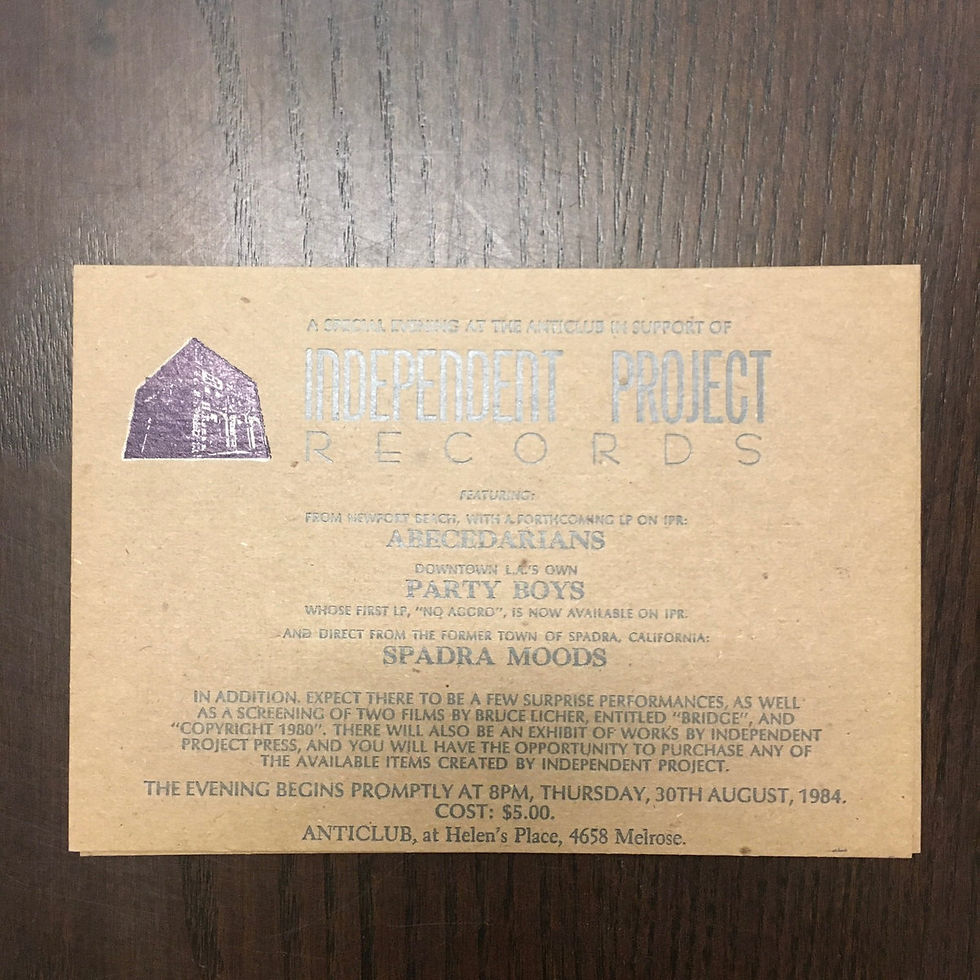 A SPECIAL EVENING AT THE ANTICLUB IN SUPPORT OF
INDEPENDENT PROJECT
RECORDS
FEATURING:
FROM NEWPORT BEACH, WITH A FORTHCOMING LP ON IPR:
ABECEDARIANS
DOWNTOWN L.A.'S OWN
PARTY BOYS
WHOSE FIRST LP, "NO AGGRO", IS NOW AVAILABLE ON IPR.
AND DIRECT FROM THE FORMER TOWN OF SPADRA, CALIFORNIA:
SPADRA MOODS
IN ADDITION, EXPECT THERE TO BE A FEW SURPRISE PERFORMANCES, AS WELL
AS A SCREENING OF TWO FILMS BY BRUCE LICHER, ENTITLED "BRIDGE", AND
"COPYRIGHT 1980". THERE WILL ALSO BE AN EXHIBIT OF WORKS BY INDEPENDENT
PROJECT PRESS, AND YOU WILL HAVE THE OPPORTUNITY TO PURCHASE ANY OF
THE AVAILABLE ITEMS CREATED BY INDEPENDENT PROJECT.
THE EVENING BEGINS PROMPTLY AT 8PM, THURSDAY, 30TH AUGUST, 1984.
COST: $5.00.
ANTICLUB, at Helen's Place, 4658 Melrose.